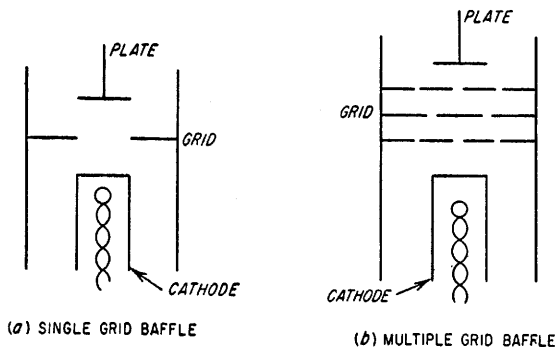 PLATE
GRID
CATHODE
(a) SINGLE GRID BAFFLE
PLATE
GRID
CATHODE
(b) MULTIPLE GRID BAFFLE